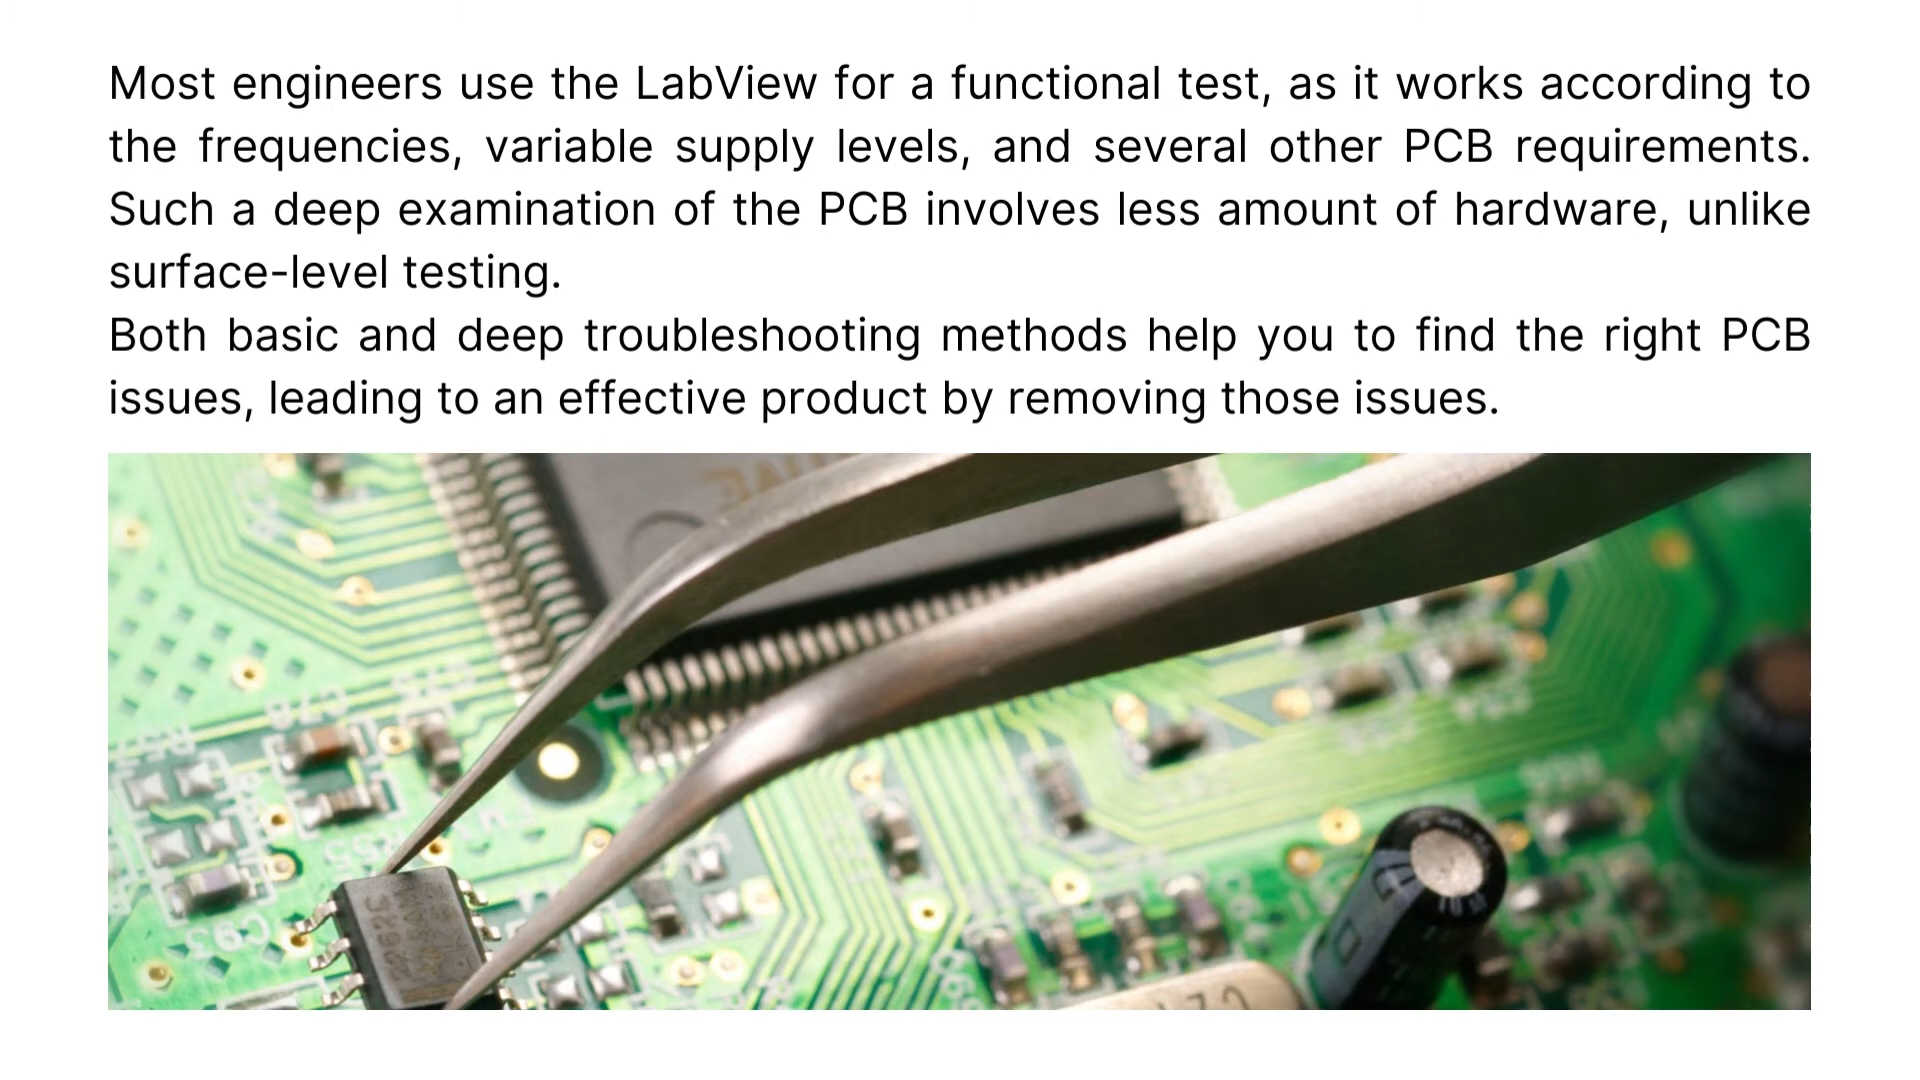 Most engineers use the LabView for a functional test, as it works according to
the frequencies, variable supply levels, and several other PCB requirements.
Such a deep examination of the PCB involves less amount of hardware, unlike
surface-level testing.
Both basic and deep troubleshooting methods help you to find the right PCB
issues, leading to an effective product by removing those issues.
C78
C93